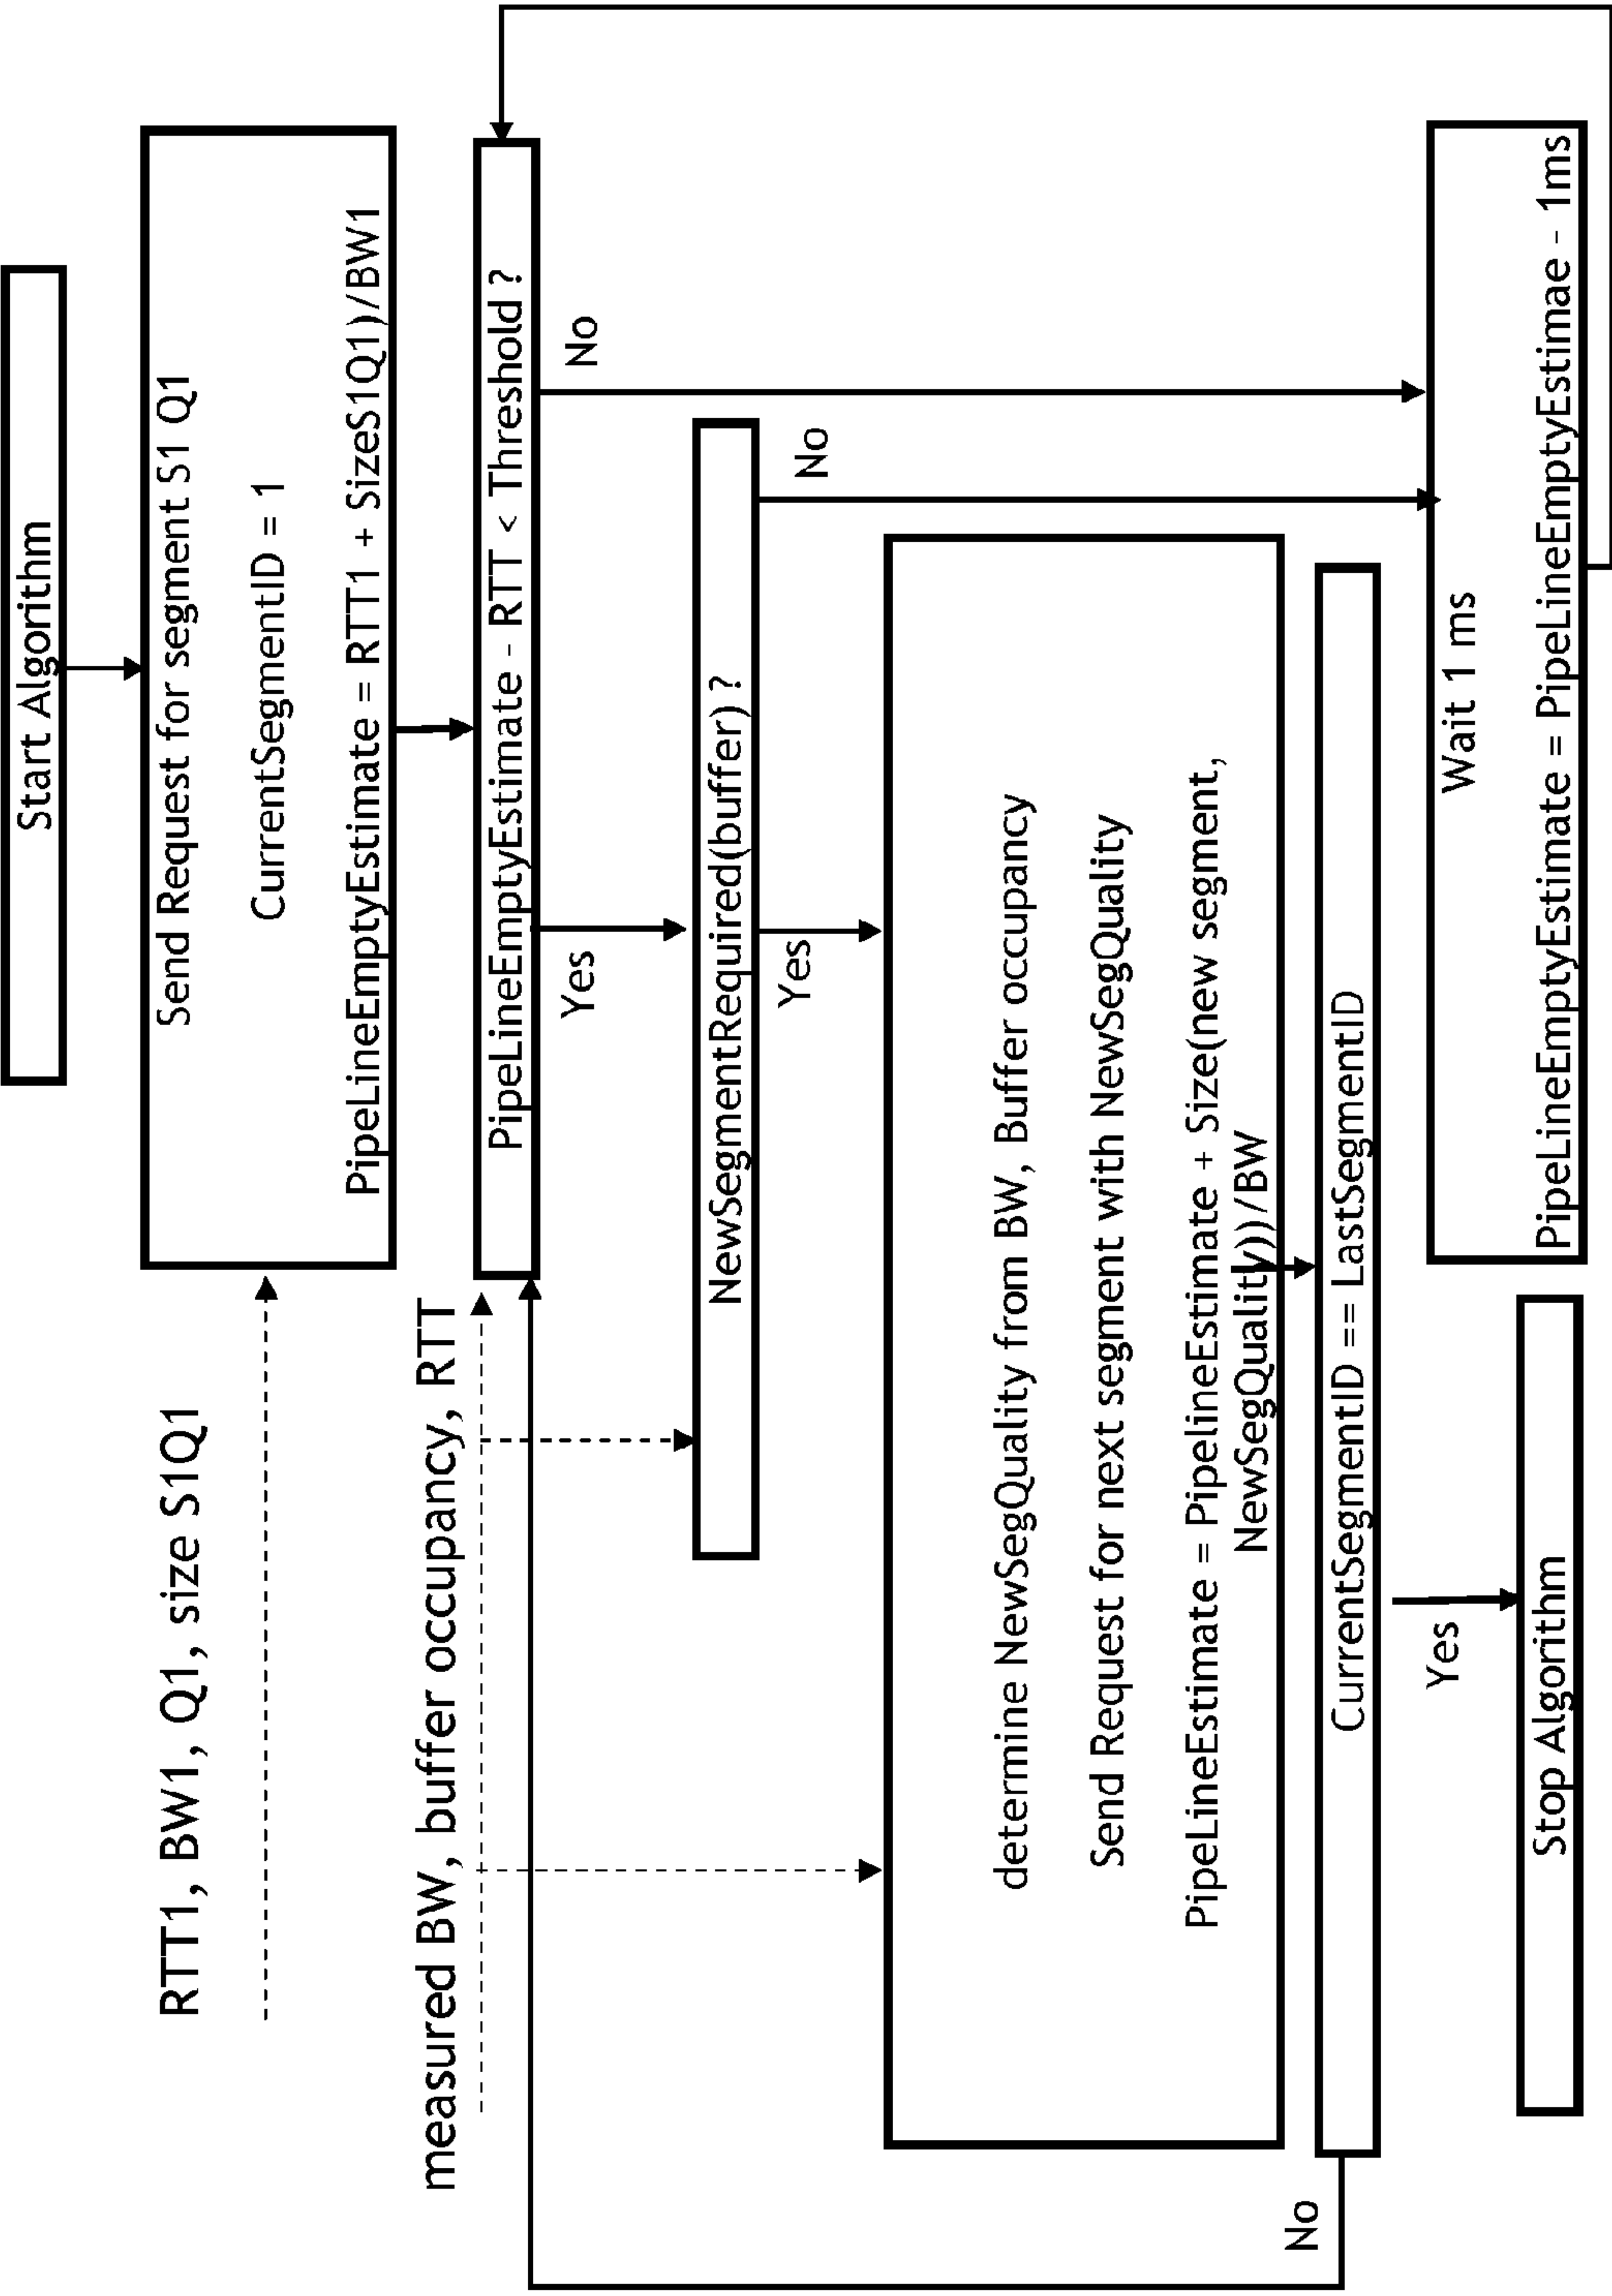 Start Algorithm
RTT1, BW1, Q1, size S1Q1
Send Request for segment S1 Q1
CurrentSegmentID = 1
PipeLineEmptyEstimate = RTT1 + SizeS1Q1)/BW1
measured BW, buffer occupancy, RTT
PipeLineEmptyEstimate - RTT < Threshold ?
Yes
No
NewSegmentRequired(buffer) ?
Yes
No
determine NewSegQuality from BW, Buffer occupancy
Send Request for next segment with NewSegQuality
PipeLineEstimate = PipelineEstimate + Size(new segment,
NewSegQuality))/BW
CurrentSegmentID == LastSegmentID
No
Yes
Wait 1 ms
PipeLineEmptyEstimate = PipeLineEmptyEstimae - 1ms
Stop Algorithm